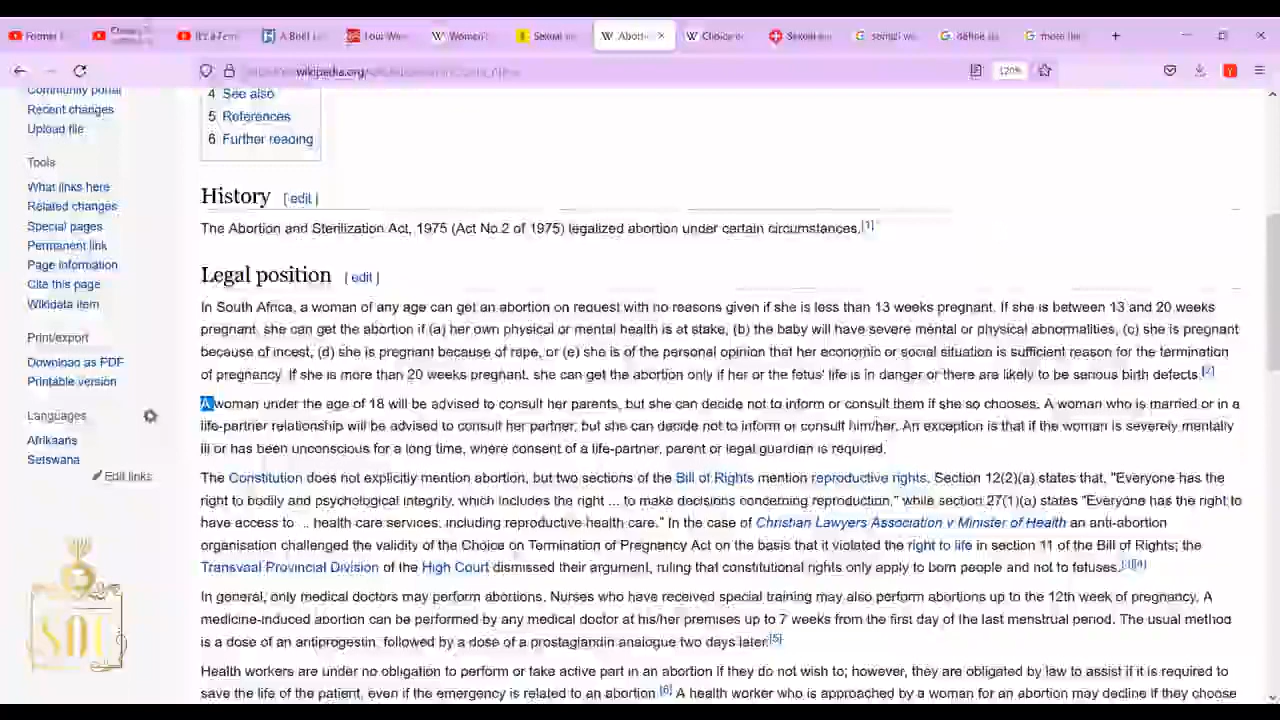 Former
It's a Tem
A Brief L
Women'
Sexual
Abort
Choice o
Sexual
define
more
wikipedia.org
120%
Community portal
Recent changes
Upload file
Tools
What links here
Related changes
Special pages
Permanent link
Page information
Cite this page
Wikidata item
Print/export
Download as PDF
Printable version
Languages
Afrikaans
Setswana
Edit links
SDC
4 See also
5 References
6 Further reading
History [ edit ]
The Abortion and Sterilization Act, 1975 (Act No.2 of 1975) legalized abortion under certain circumstances.[1]
Legal position [ edit ]
In South Africa, a woman of any age can get an abortion on request with no reasons given if she is less than 13 weeks pregnant. If she is between 13 and 20 weeks
pregnant, she can get the abortion if (a) her own physical or mental health is at stake, (b) the baby will have severe mental or physical abnormalities, (c) she is pregnant
because of incest, (d) she is pregnant because of rape, or (e) she is of the personal opinion that her economic or social situation is sufficient reason for the termination
of pregnancy. If she is more than 20 weeks pregnant, she can get the abortion only if her or the fetus' life is in danger or there are likely to be serious birth defects.[2]
A woman under the age of 18 will be advised to consult her parents, but she can decide not to inform or consult them if she so chooses. A woman who is married or in a
life-partner relationship will be advised to consult her partner, but she can decide not to inform or consult him/her. An exception is that if the woman is severely mentally
ill or has been unconscious for a long time, where consent of a life-partner, parent or legal guardian is required.
The Constitution does not explicitly mention abortion, but two sections of the Bill of Rights mention reproductive rights. Section 12(2)(a) states that, "Everyone has the
right to bodily and psychological integrity, which includes the right ... to make decisions concerning reproduction," while section 27(1)(a) states "Everyone has the right to
have access to ... health care services, including reproductive health care." In the case of Christian Lawyers Association v Minister of Health an anti-abortion
organisation challenged the validity of the Choice on Termination of Pregnancy Act on the basis that it violated the right to life in section 11 of the Bill of Rights; the
Transvaal Provincial Division of the High Court dismissed their argument, ruling that constitutional rights only apply to born people and not to fetuses.[3][4]
In general, only medical doctors may perform abortions. Nurses who have received special training may also perform abortions up to the 12th week of pregnancy. A
medicine-induced abortion can be performed by any medical doctor at his/her premises up to 7 weeks from the first day of the last menstrual period. The usual method
is a dose of an antiprogestin, followed by a dose of a prostaglandin analogue two days later.[5]
Health workers are under no obligation to perform or take active part in an abortion if they do not wish to; however, they are obligated by law to assist if it is required to
save the life of the patient, even if the emergency is related to an abortion.[6] A health worker who is approached by a woman for an abortion may decline if they choose